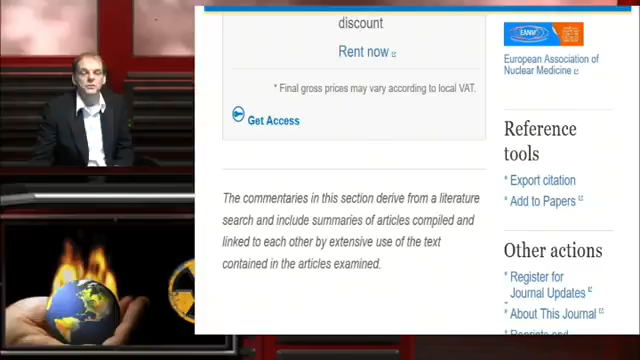 discount
Rent now
* Final gross prices may vary according to local VAT.
Get Access
The commentaries in this section derive from a literature
search and include summaries of articles compiled and
linked to each other by extensive use of the text
contained in the articles examined.
EANM
European Association of
Nuclear Medicine
Reference
tools
Export citation
Add to Papers
Other actions
Register for
Journal Updates
About This Journal
Reprints and